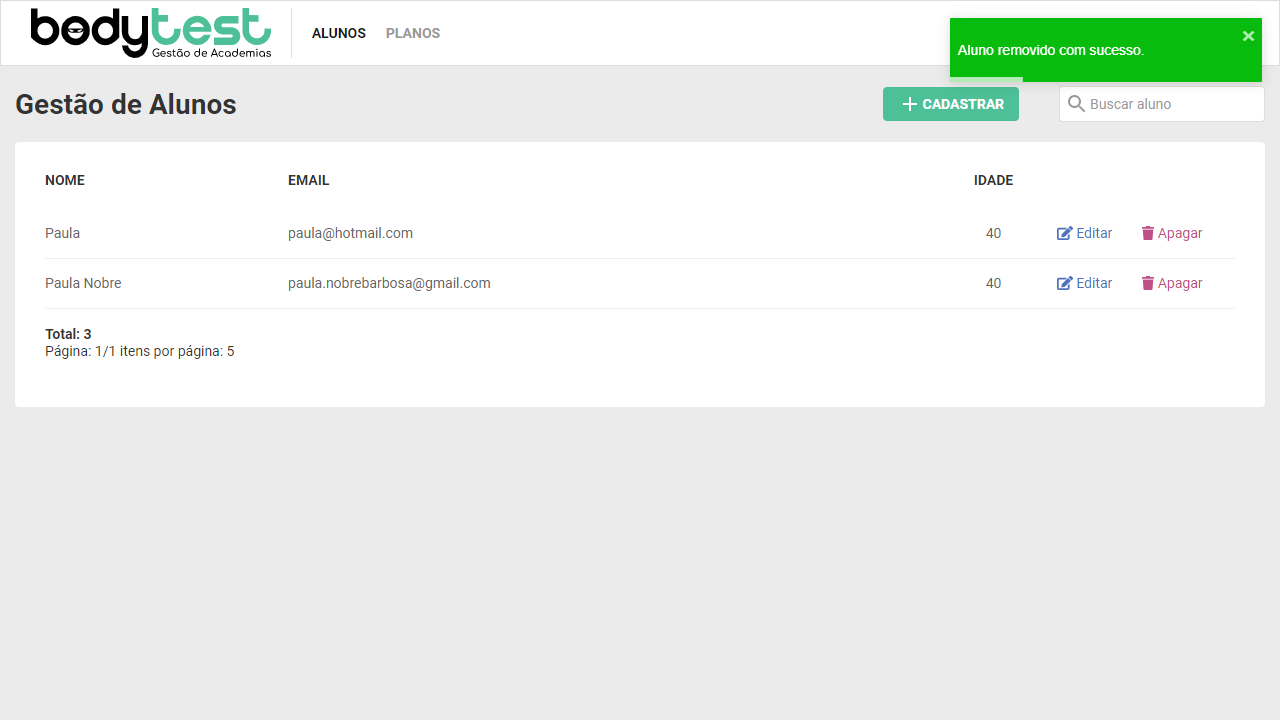 bodytest
Gestão de Academias
ALUNOS PLANOS
Aluno removido com sucesso.
Gestão de Alunos
CADASTRAR
Buscar aluno
NOME EMAIL IDADE
Paula paula@hotmail.com 40 Editar Apagar
Paula Nobre paula.nobrebarbosa@gmail.com 40 Editar Apagar
Total: 3
Página: 1/1 itens por página: 5